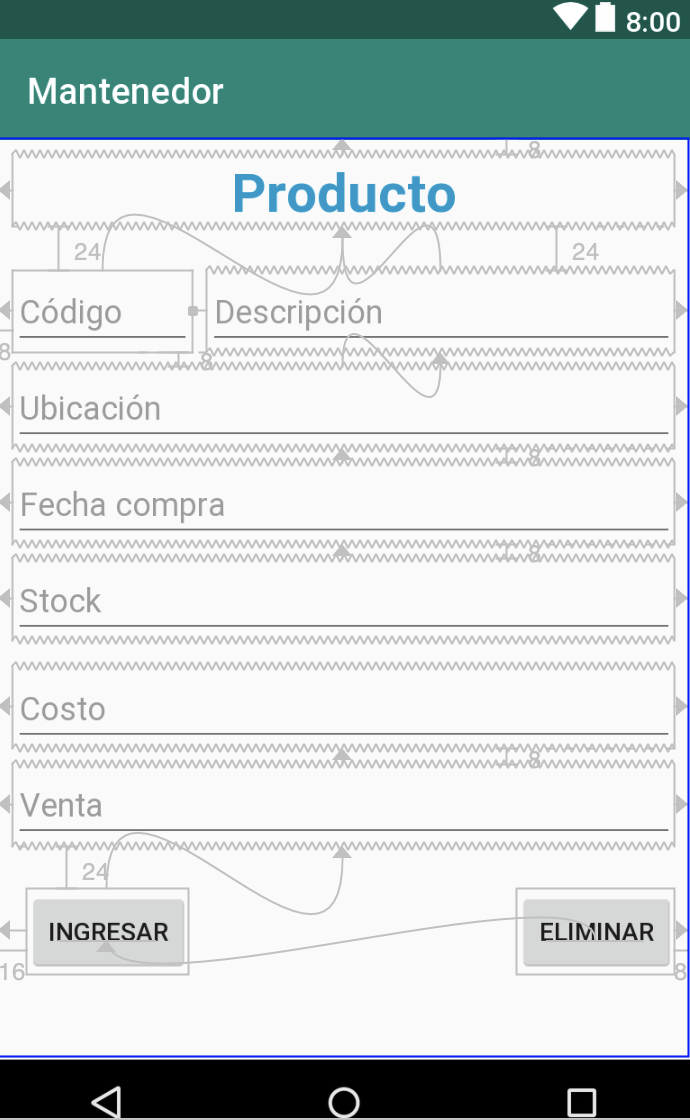 8:00
Mantenedor
8
Producto
24 24
Código Descripción
8 8
Ubicación
8
Fecha compra
8
Stock
Costo
8
Venta
24
INGRESAR ELIMINAR
16 8